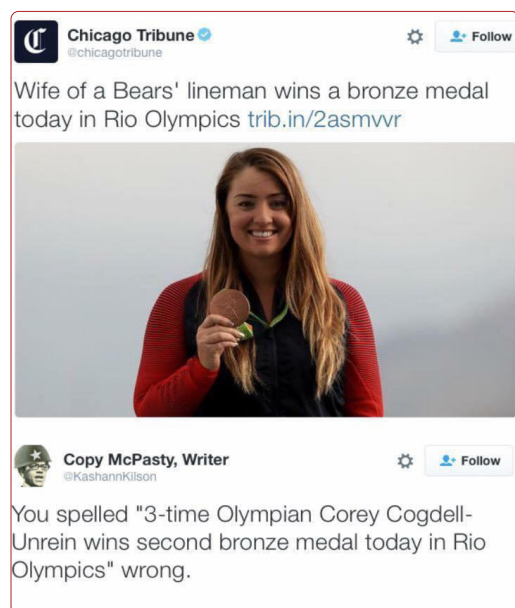 Chicago Tribune
@chicagotribune
Follow
Wife of a Bears' lineman wins a bronze medal
today in Rio Olympics trib.in/2asmvvr
Copy McPasty, Writer
@KashannKilson
Follow
You spelled "3-time Olympian Corey Cogdell-
Unrein wins second bronze medal today in Rio
Olympics" wrong.